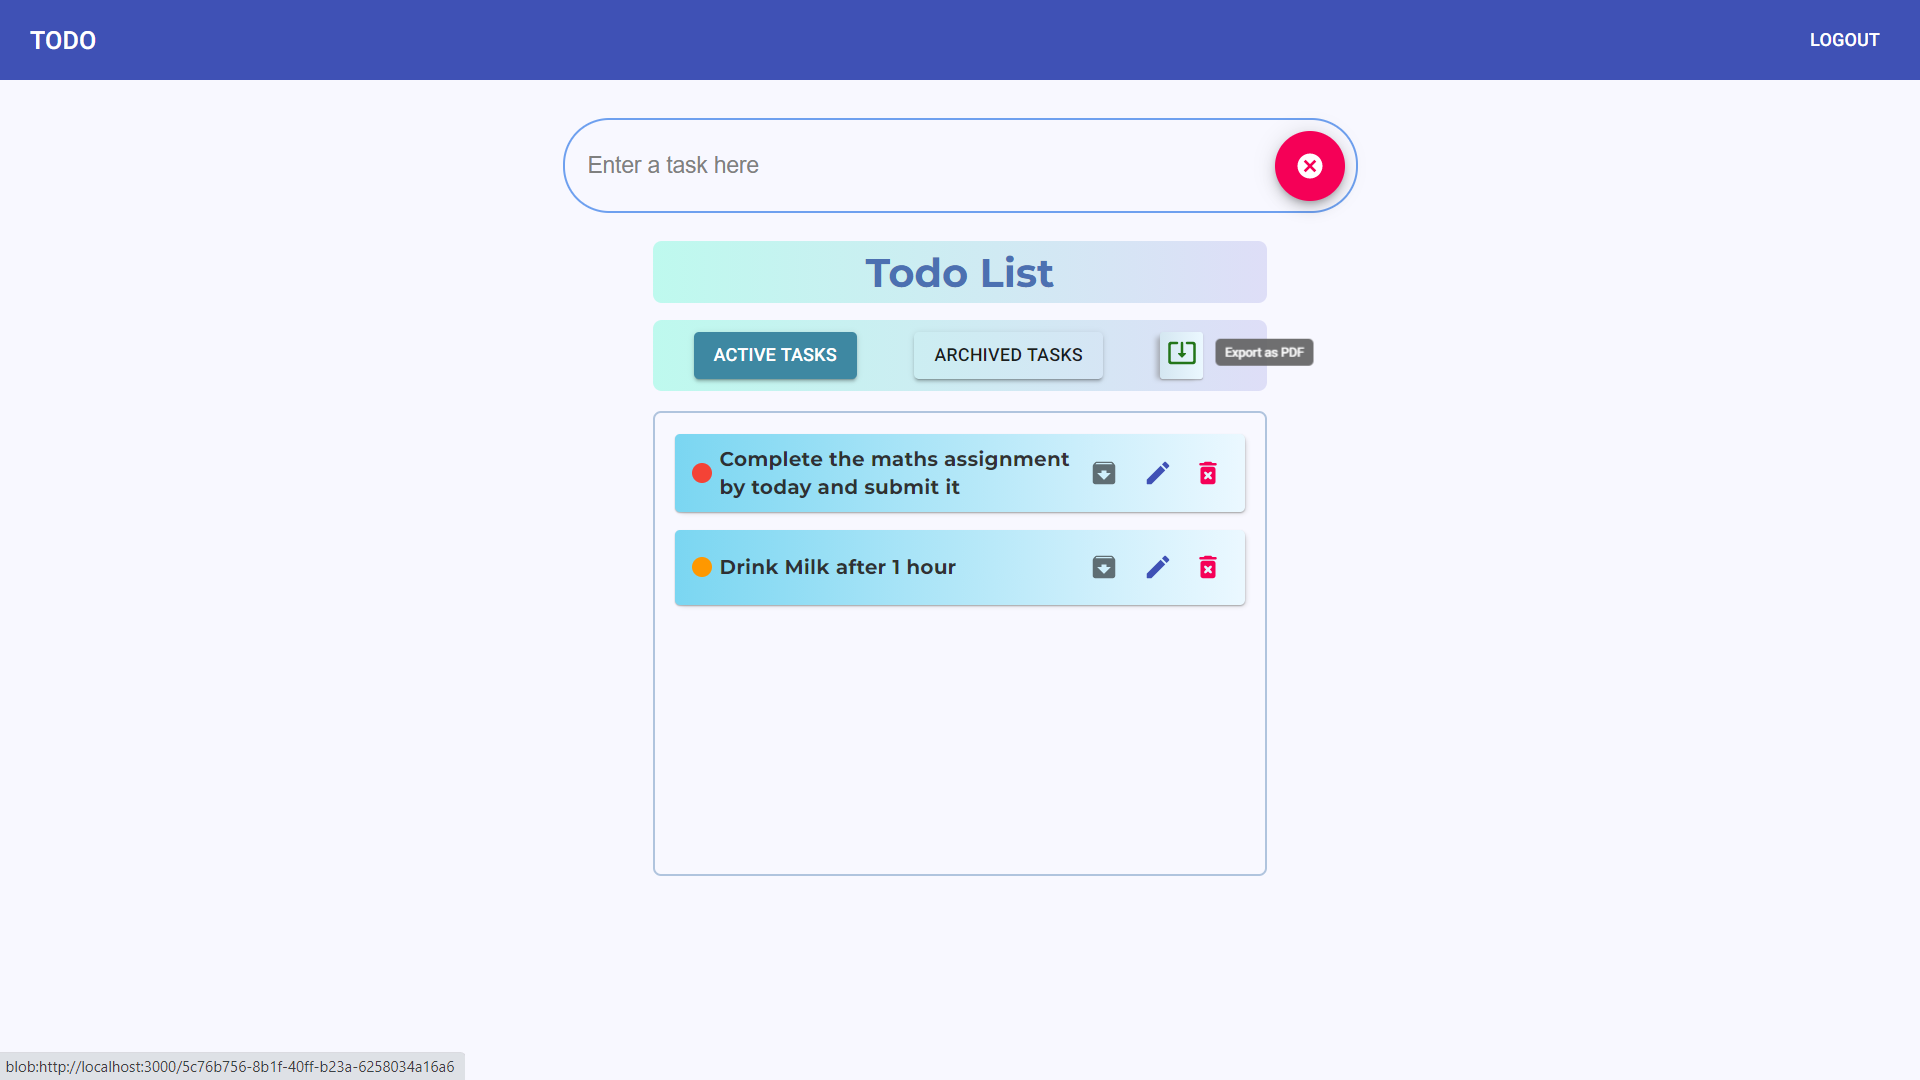 TODO
LOGOUT
Enter a task here
Todo List
ACTIVE TASKS
ARCHIVED TASKS
Export as PDF
Complete the maths assignment
by today and submit it
Drink Milk after 1 hour
blob:http://localhost:3000/5c76b756-8b1f-40ff-b23a-6258034a16a6